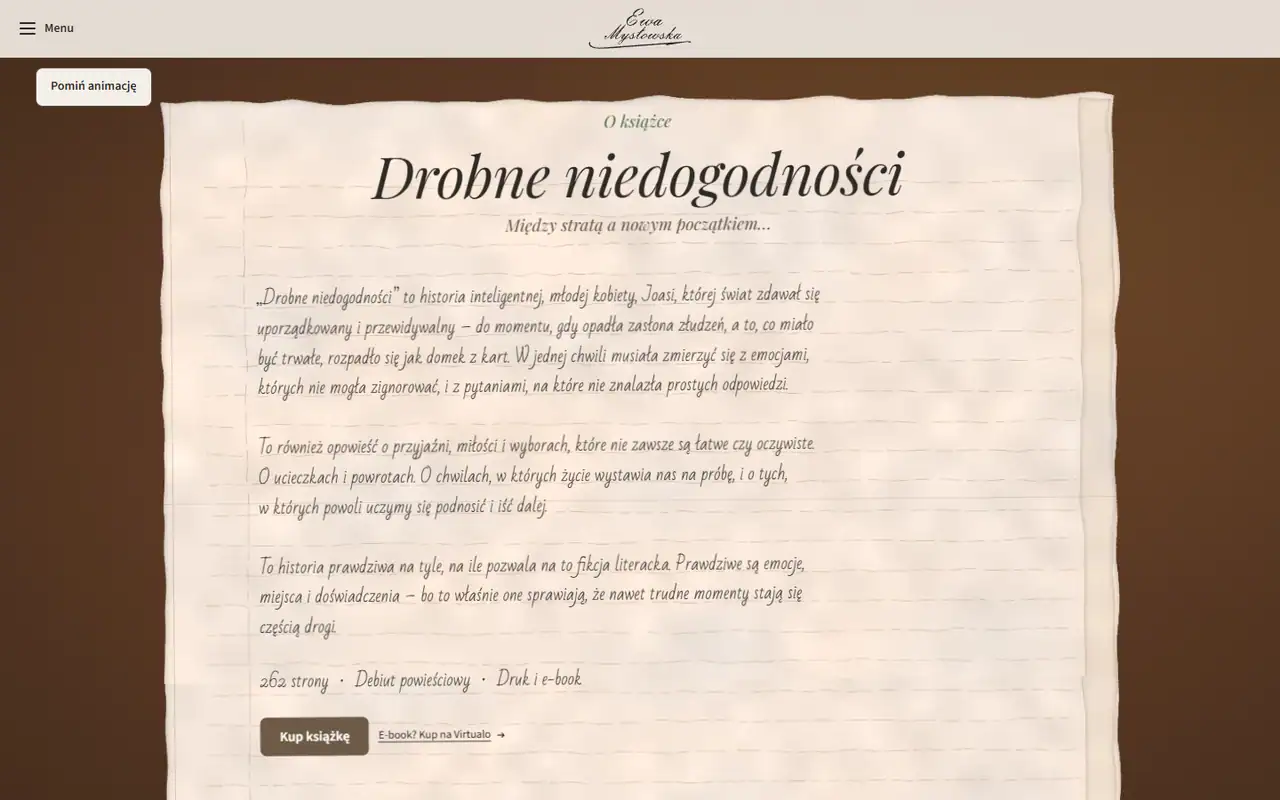 Menu
Ewa
Mysłowska
Pomiń animację
O książce
Drobne niedogodności
Między stratą a nowym początkiem...
„Drobne niedogodności” to historia inteligentnej, młodej kobiety, Joasi, której świat zdawał się
uporządkowany i przewidywalny – do momentu, gdy opadła zasłona złudzeń, a to, co miało
być trwałe, rozpadło się jak domek z kart. W jednej chwili musiała zmierzyć się z emocjami,
których nie mogła zignorować, i z pytaniami, na które nie znalazła prostych odpowiedzi.
To również opowieść o przyjaźni, miłości i wyborach, które nie zawsze są łatwe czy oczywiste.
O ucieczkach i powrotach. O chwilach, w których życie wystawia nas na próbę, i o tych,
w których powoli uczymy się podnosić i iść dalej.
To historia prawdziwa na tyle, na ile pozwala na to fikcja literacka. Prawdziwe są emocje,
miejsca i doświadczenia – bo to właśnie one sprawiają, że nawet trudne momenty stają się
częścią drogi.
262 strony · Debiut powieściowy · Druk i e-book
Kup książkę
E-book? Kup na Virtualo →